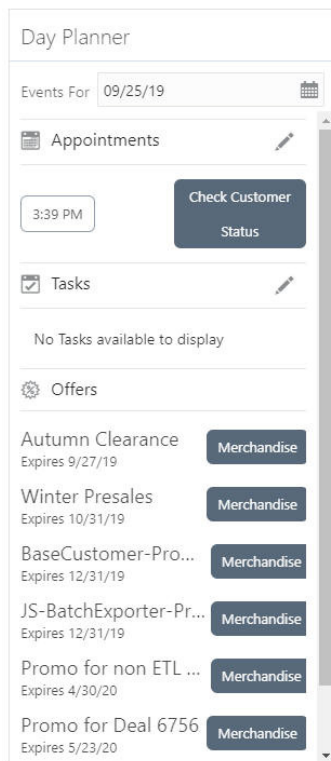 Day Planner
Events For 09/25/19
Appointments
3:39 PM
Check Customer
Status
Tasks
No Tasks available to display
Offers
Autumn Clearance
Expires 9/27/19
Merchandise
Winter Presales
Expires 10/31/19
Merchandise
BaseCustomer-Pro...
Expires 12/31/19
Merchandise
JS-BatchExporter-Pr...
Expires 12/31/19
Merchandise
Promo for non ETL ...
Expires 4/30/20
Merchandise
Promo for Deal 6756
Expires 5/23/20
Merchandise